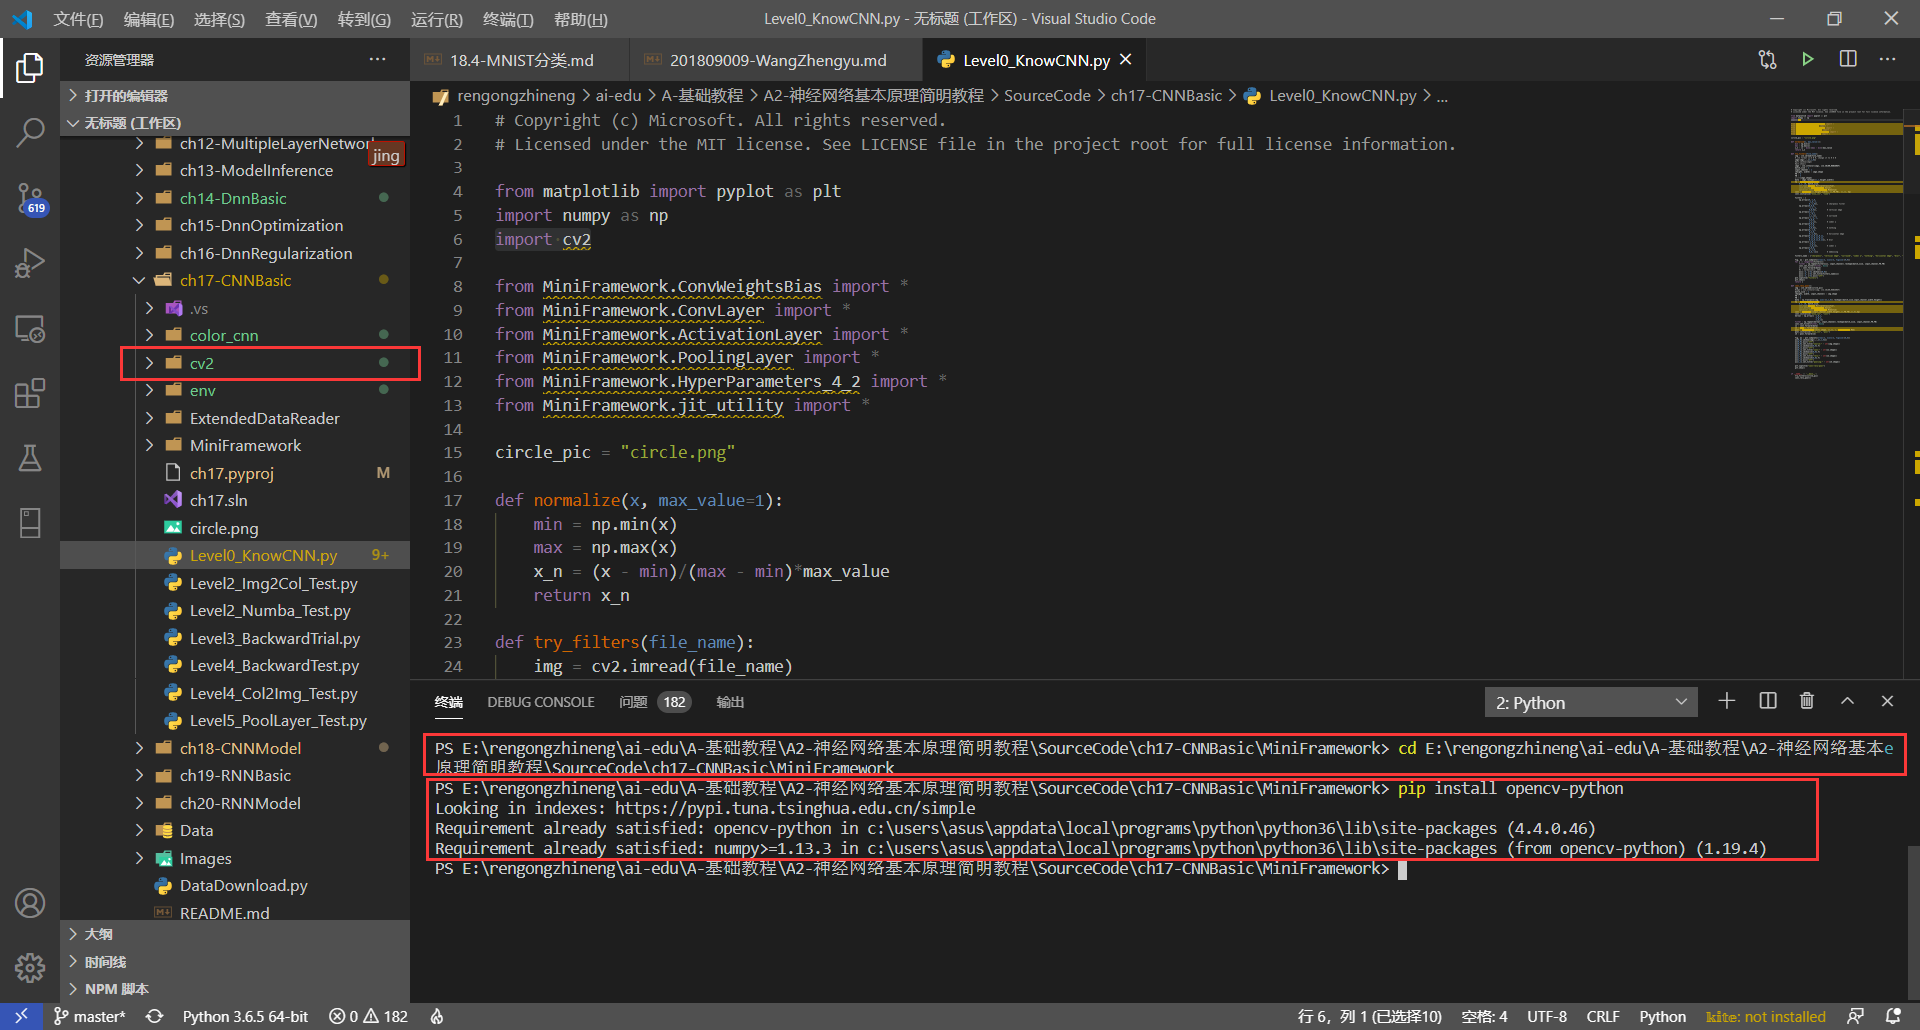 文件(F) 编辑(E) 选择(S) 查看(V) 转到(G) 运行(R) 终端(T) 帮助(H)
Level0_KnowCNN.py - 无标题 (工作区) - Visual Studio Code
资源管理器
打开的编辑器
无标题 (工作区)
619
ch12-MultipleLayerNetwor
jing
ch13-ModelInference
ch14-DnnBasic
ch15-DnnOptimization
ch16-DnnRegularization
ch17-CNNBasic
.vs
color_cnn
cv2
env
ExtendedDataReader
MiniFramework
ch17.pyproj M
ch17.sln
circle.png
Level0_KnowCNN.py 9+
Level2_Img2Col_Test.py
Level2_Numba_Test.py
Level3_BackwardTrial.py
Level4_BackwardTest.py
Level4_Col2Img_Test.py
Level5_PoolLayer_Test.py
ch18-CNNModel
ch19-RNNBasic
ch20-RNNModel
Data
Images
DataDownload.py
README.md
大纲
时间线
NPM 脚本
18.4-MNIST分类.md 201809009-WangZhengyu.md Level0_KnowCNN.py
rengongzhineng > ai-edu > A-基础教程 > A2-神经网络基本原理简明教程 > SourceCode > ch17-CNNBasic > Level0_KnowCNN.py > ...
1 # Copyright (c) Microsoft. All rights reserved.
2 # Licensed under the MIT license. See LICENSE file in the project root for full license information.
3
4 from matplotlib import pyplot as plt
5 import numpy as np
6 import cv2
7
8 from MiniFramework.ConvWeightsBias import *
9 from MiniFramework.ConvLayer import *
10 from MiniFramework.ActivationLayer import *
11 from MiniFramework.PoolingLayer import *
12 from MiniFramework.HyperParameters_4_2 import *
13 from MiniFramework.jit_utility import *
14
15 circle_pic = "circle.png"
16
17 def normalize(x, max_value=1):
18 min = np.min(x)
19 max = np.max(x)
20 x_n = (x - min)/(max - min)*max_value
21 return x_n
22
23 def try_filters(file_name):
24 img = cv2.imread(file_name)
终端 DEBUG CONSOLE 问题 182 输出
2: Python
PS E:\rengongzhineng\ai-edu\A-基础教程\A2-神经网络基本原理简明教程\SourceCode\ch17-CNNBasic\MiniFramework> cd E:\rengongzhineng\ai-edu\A-基础教程\A2-神经网络基本e
原理简明教程\SourceCode\ch17-CNNBasic\MiniFramework
PS E:\rengongzhineng\ai-edu\A-基础教程\A2-神经网络基本原理简明教程\SourceCode\ch17-CNNBasic\MiniFramework> pip install opencv-python
Looking in indexes: https://pypi.tuna.tsinghua.edu.cn/simple
Requirement already satisfied: opencv-python in c:\users\asus\appdata\local\programs\python\python36\lib\site-packages (4.4.0.46)
Requirement already satisfied: numpy>=1.13.3 in c:\users\asus\appdata\local\programs\python\python36\lib\site-packages (from opencv-python) (1.19.4)
PS E:\rengongzhineng\ai-edu\A-基础教程\A2-神经网络基本原理简明教程\SourceCode\ch17-CNNBasic\MiniFramework>
master* Python 3.6.5 64-bit 0 182 行 6，列 1 (已选择10) 空格: 4 UTF-8 CRLF Python kite: not installed